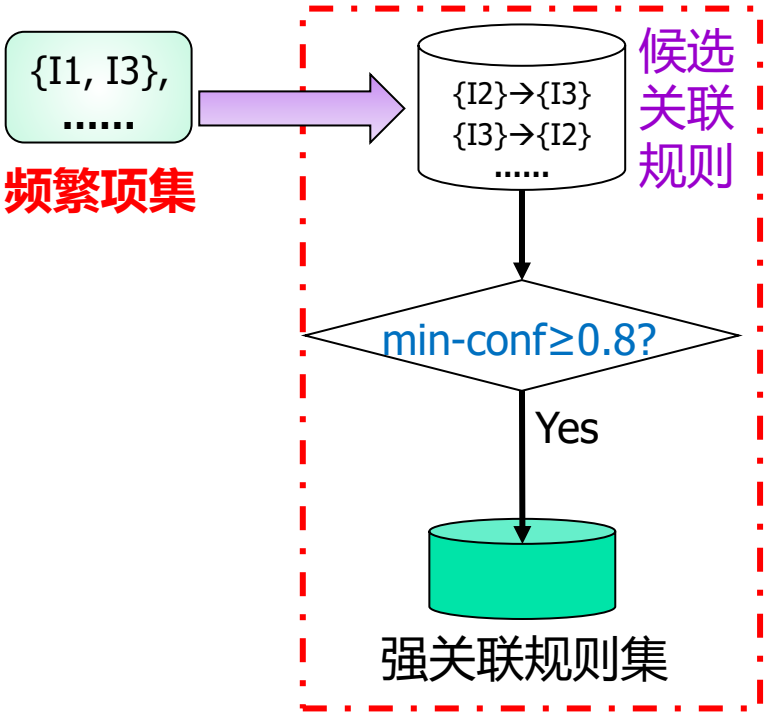 {I1, I3},
......
频繁项集
{I2}→{I3}
{I3}→{I2}
......
候选
关联
规则
min-conf≥0.8?
Yes
强关联规则集